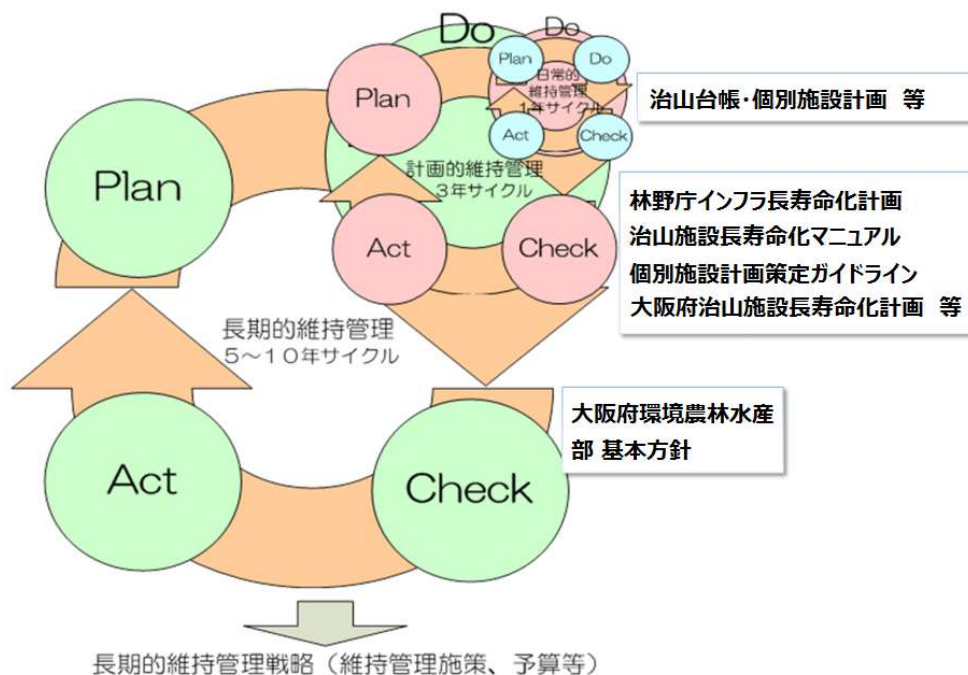 Do
Do
Plan
Do
Plan
日常的
維持管理
1年サイクル
治山台帳・個別施設計画 等
Act
Check
Plan
計画的維持管理
3年サイクル
林野庁インフラ長寿命化計画
治山施設長寿命化マニュアル
個別施設計画策定ガイドライン
大阪府治山施設長寿命化計画 等
Act
Check
長期的維持管理
5~10年サイクル
大阪府環境農林水産
部 基本方針
Act
Check
長期的維持管理戦略(維持管理施策、予算等)